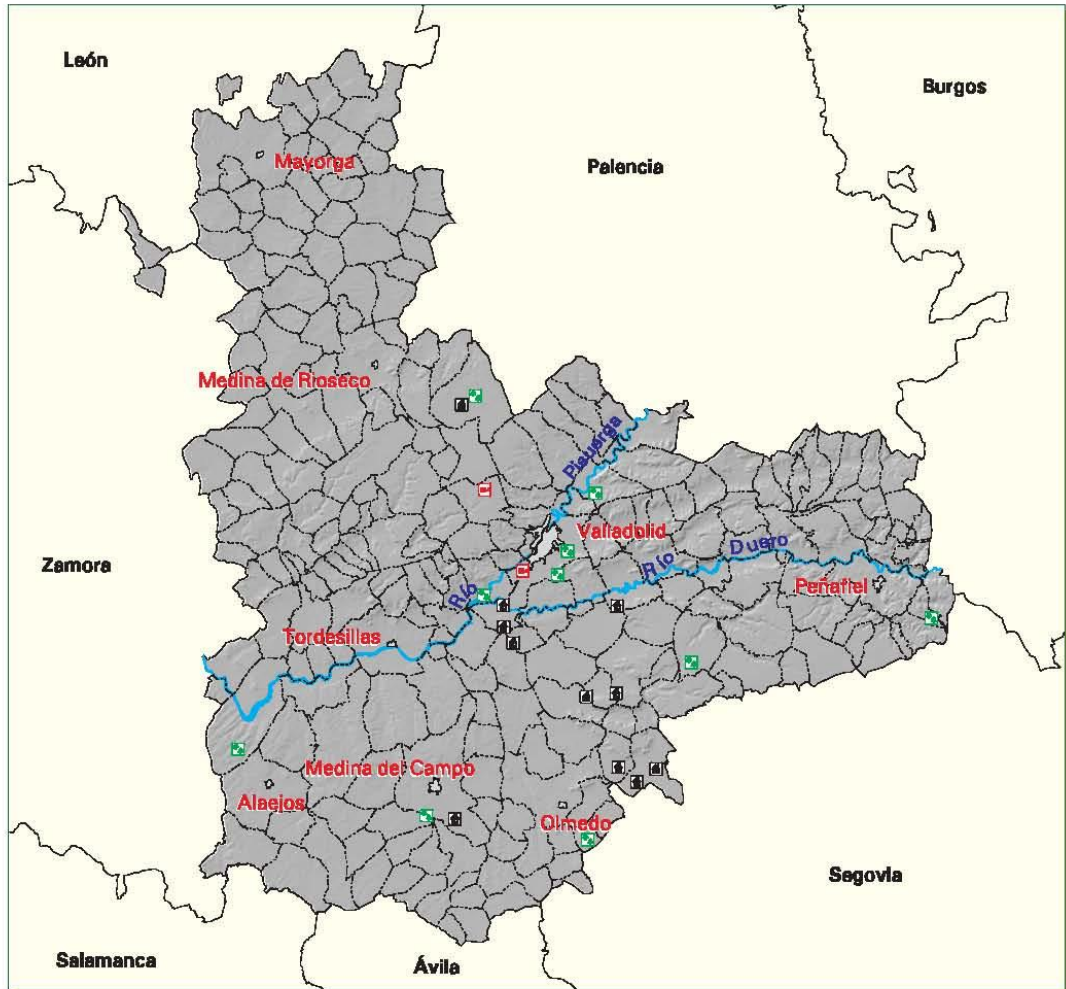 León
Burgos
Mayorga
Palencia
Medina de Rioseco
Pisuerga
Valladolid
Zamora
Río Duero
Río
Peñafiel
Tordesillas
Medina del Campo
Alaejos
Olmedo
Segovia
Salamanca
Ávila